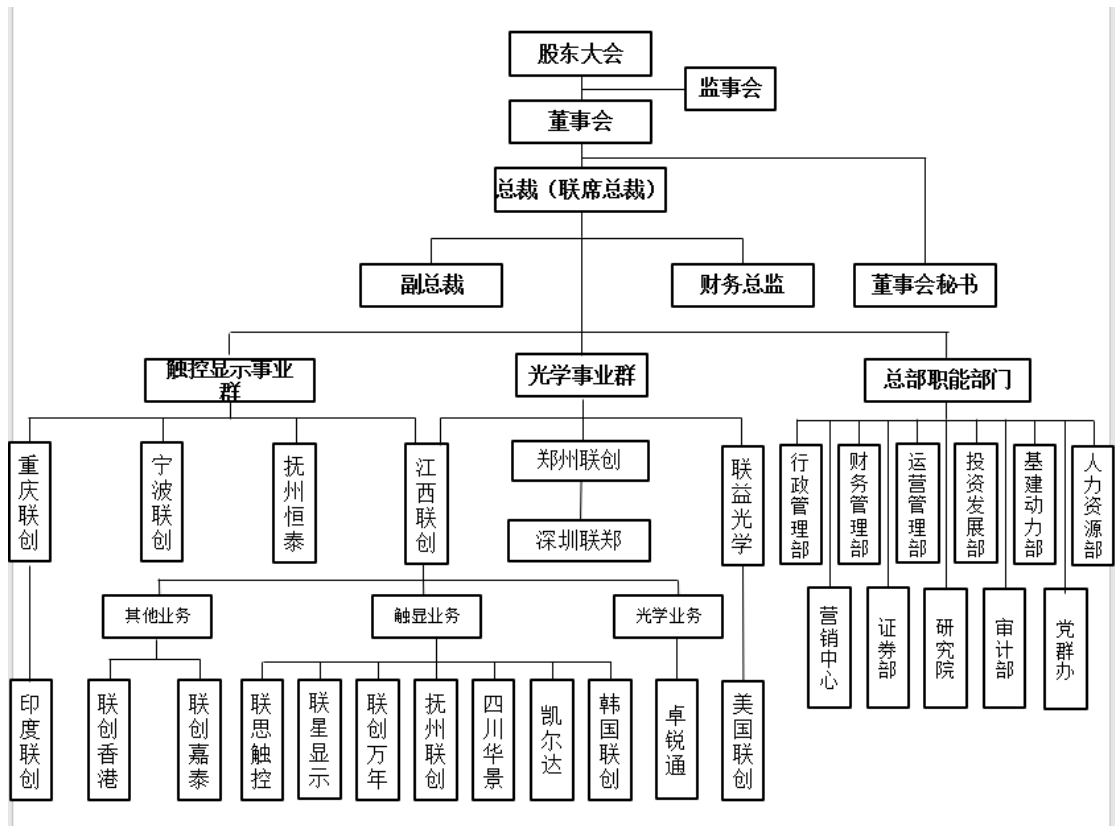 股东大会
监事会
董事会
总裁（联席总裁）
副总裁
财务总监
董事会秘书
触控显示事业
群
光学事业群
总部职能部门
重庆联创
宁波联创
抚州恒泰
江西联创
郑州联创
深圳联郑
联益光学
行政管理部
财务管理部
运营管理部
投资发展部
基建动力部
人力资源部
其他业务
触显业务
光学业务
营销中心
证券部
研究院
审计部
党群办
印度联创
联创香港
联创嘉泰
联思触控
联星显示
联创万年
抚州联创
四川华景
凯尔达
韩国联创
卓锐通
美国联创